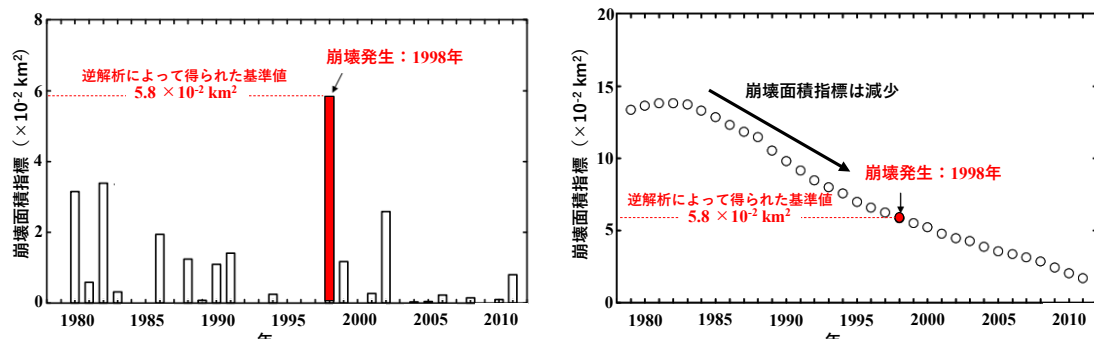 崩壊面積指標（×10⁻² km²）
8
6
4
2
0
崩壊発生：1998年
逆解析によって得られた基準値
5.8 ×10⁻² km²
1980 1985 1990 1995 2000 2005 2010
年
崩壊面積指標（×10⁻² km²）
20
15
10
5
0
崩壊面積指標は減少
崩壊発生：1998年
逆解析によって得られた基準値
5.8 ×10⁻² km²
1980 1985 1990 1995 2000 2005 2010
年